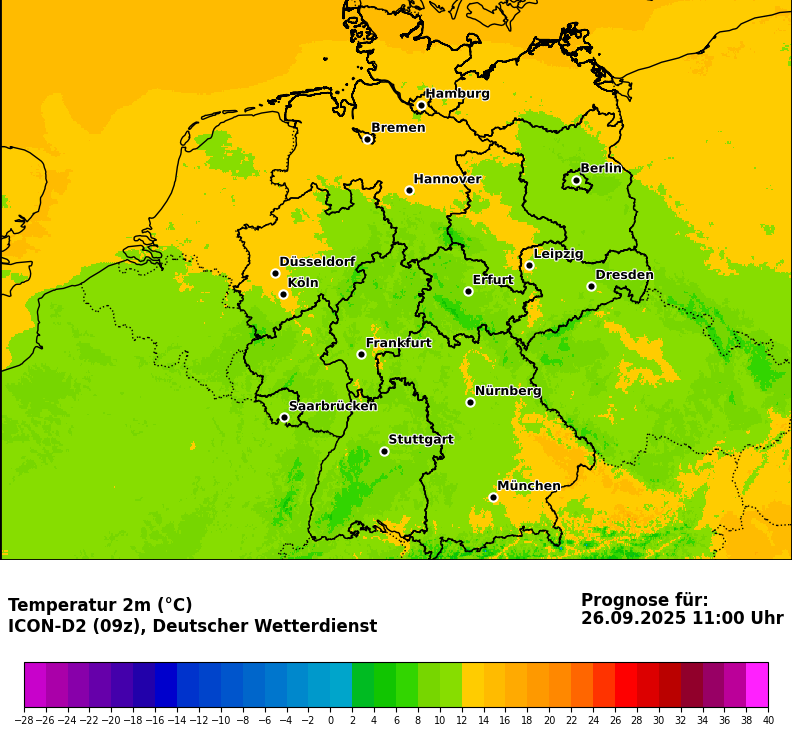 Hamburg
Bremen
Berlin
Hannover
Leipzig
Düsseldorf
Dresden
Erfurt
Köln
Frankfurt
Nürnberg
Saarbrücken
Stuttgart
München
Temperatur 2m (°C)
ICON-D2 (09z), Deutscher Wetterdienst
Prognose für:
26.09.2025 11:00 Uhr
−28 −26 −24 −22 −20 −18 −16 −14 −12 −10 −8 −6 −4 −2 0 2 4 6 8 10 12 14 16 18 20 22 24 26 28 30 32 34 36 38 40